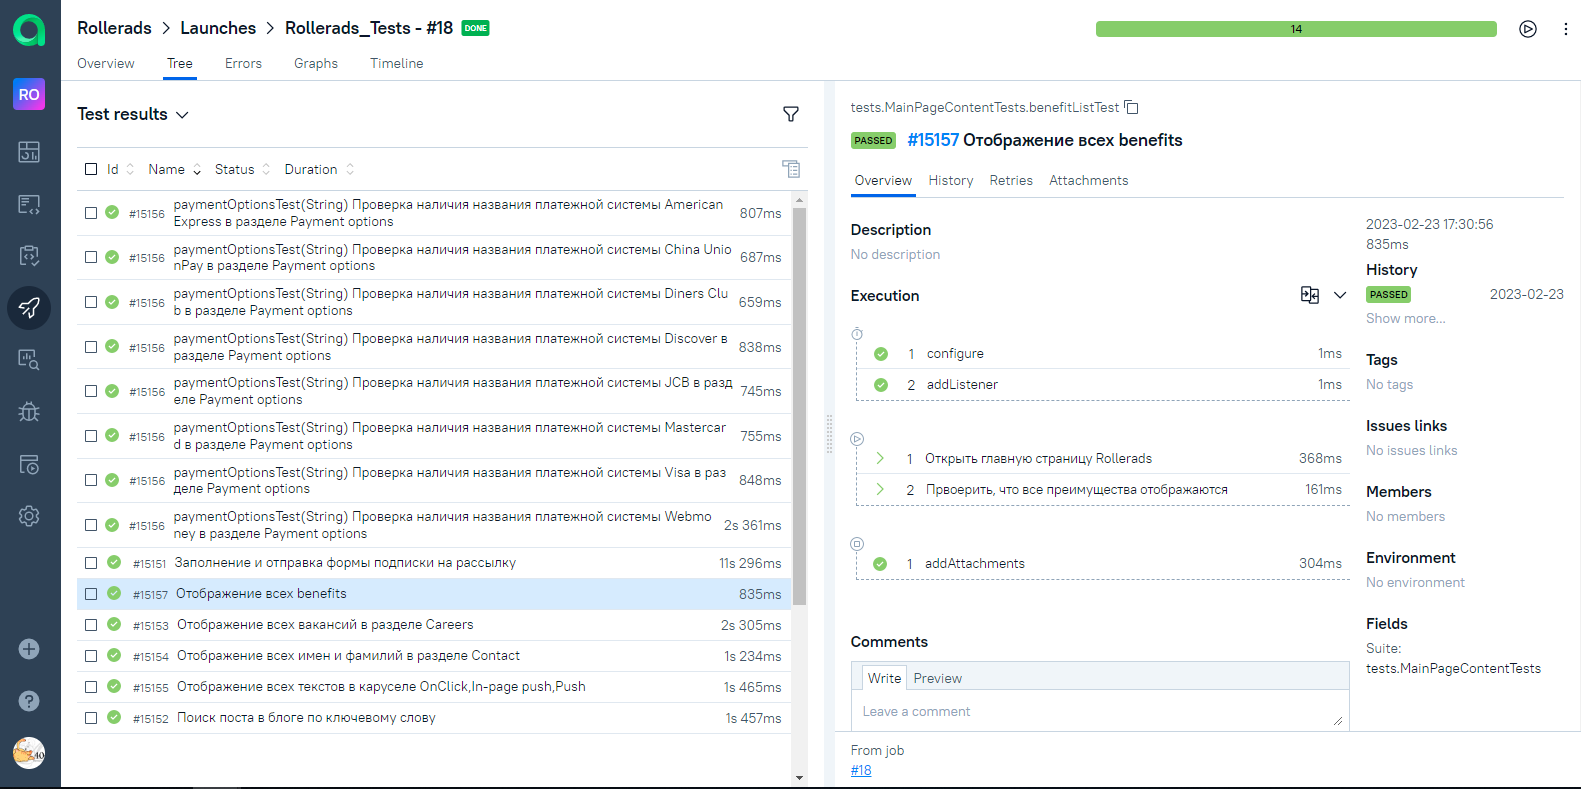 Rollerads > Launches > Rollerads_Tests - #18 DONE
14
Overview Tree Errors Graphs Timeline
RO
Test results
Id Name Status Duration
#15156 paymentOptionsTest(String) Проверка наличия названия платежной системы American
Express в разделе Payment options 807ms
#15156 paymentOptionsTest(String) Проверка наличия названия платежной системы China Unio
nPay в разделе Payment options 687ms
#15156 paymentOptionsTest(String) Проверка наличия названия платежной системы Diners Clu
b в разделе Payment options 659ms
#15156 paymentOptionsTest(String) Проверка наличия названия платежной системы Discover в
разделе Payment options 838ms
#15156 paymentOptionsTest(String) Проверка наличия названия платежной системы JCB в разд
еле Payment options 745ms
#15156 paymentOptionsTest(String) Проверка наличия названия платежной системы Mastercar
d в разделе Payment options 755ms
#15156 paymentOptionsTest(String) Проверка наличия названия платежной системы Visa в раз
деле Payment options 848ms
#15156 paymentOptionsTest(String) Проверка наличия названия платежной системы Webmo
ney в разделе Payment options 2s 361ms
#15151 Заполнение и отправка формы подписки на рассылку 11s 296ms
#15157 Отображение всех benefits 835ms
#15153 Отображение всех вакансий в разделе Careers 2s 305ms
#15154 Отображение всех имен и фамилий в разделе Contact 1s 234ms
#15155 Отображение всех текстов в каруселе OnClick,In-page push,Push 1s 465ms
#15152 Поиск поста в блоге по ключевому слову 1s 457ms
tests.MainPageContentTests.benefitListTest
PASSED #15157 Отображение всех benefits
Overview History Retries Attachments
Description
No description
Execution
1 configure 1ms
2 addListener 1ms
1 Открыть главную страницу Rollerads 368ms
2 Првоерить, что все преимущества отображаются 161ms
1 addAttachments 304ms
Comments
Write Preview
Leave a comment
From job
#18
2023-02-23 17:30:56
835ms
History
PASSED 2023-02-23
Show more...
Tags
No tags
Issues links
No issues links
Members
No members
Environment
No environment
Fields
Suite:
tests.MainPageContentTests